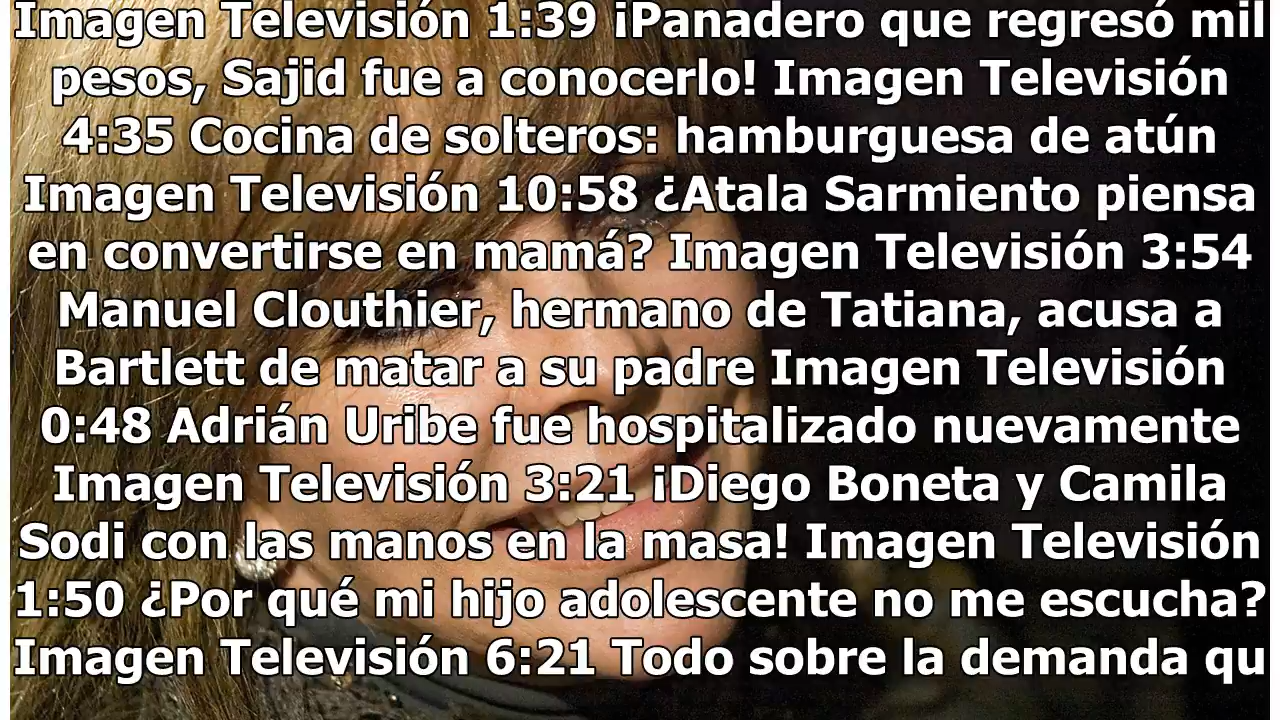 Imagen Televisión 1:39 ¡Panadero que regresó mil
pesos, Sajid fue a conocerlo! Imagen Televisión
4:35 Cocina de solteros: hamburguesa de atún
Imagen Televisión 10:58 ¿Atala Sarmiento piensa
en convertirse en mamá? Imagen Televisión 3:54
Manuel Clouthier, hermano de Tatiana, acusa a
Bartlett de matar a su padre Imagen Televisión
0:48 Adrián Uribe fue hospitalizado nuevamente
Imagen Televisión 3:21 ¡Diego Boneta y Camila
Sodi con las manos en la masa! Imagen Televisión
1:50 ¿Por qué mi hijo adolescente no me escucha?
Imagen Televisión 6:21 Todo sobre la demanda qu